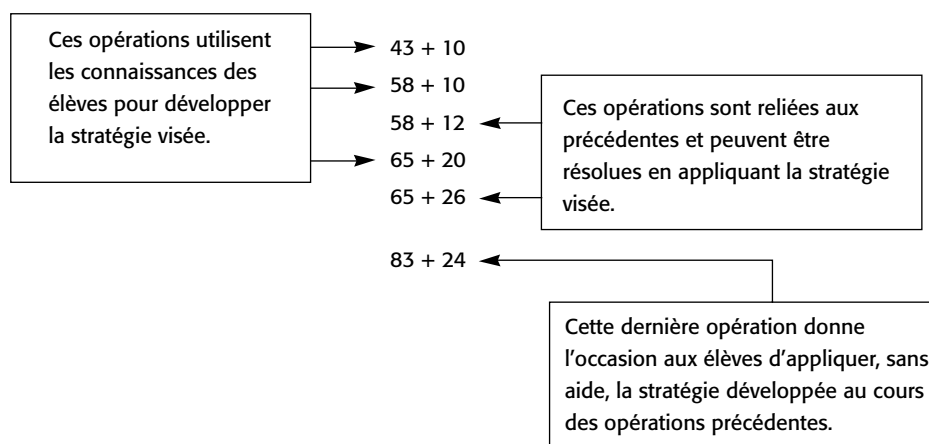 Ces opérations utilisent
les connaissances des
élèves pour développer
la stratégie visée.
43 + 10
58 + 10
58 + 12
65 + 20
65 + 26
83 + 24
Ces opérations sont reliées aux
précédentes et peuvent être
résolues en appliquant la stratégie
visée.
Cette dernière opération donne
l'occasion aux élèves d'appliquer, sans
aide, la stratégie développée au cours
des opérations précédentes.